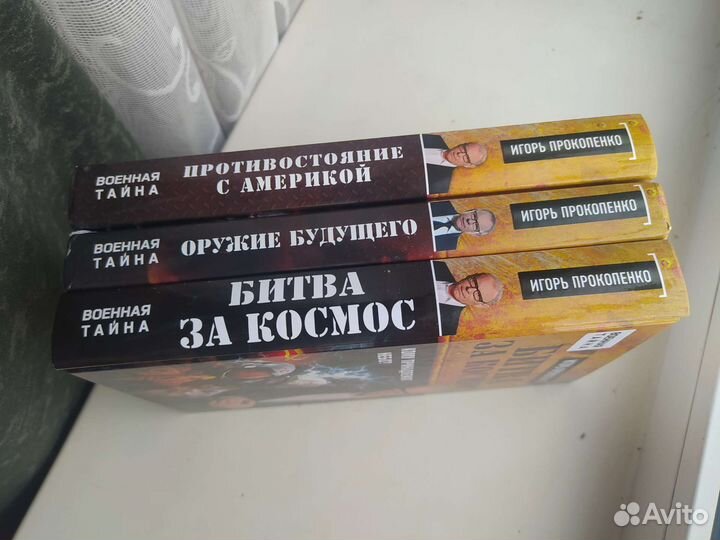 ВОЕННАЯ
ТАЙНА
ПРОТИВОСТОЯНИЕ
С АМЕРИКОЙ
ИГОРЬ ПРОКОПЕНКО
ВОЕННАЯ
ТАЙНА
ОРУЖИЕ БУДУЩЕГО
ИГОРЬ ПРОКОПЕНКО
ВОЕННАЯ
ТАЙНА
БИТВА
ЗА КОСМОС
ИГОРЬ ПРОКОПЕНКО
Avito